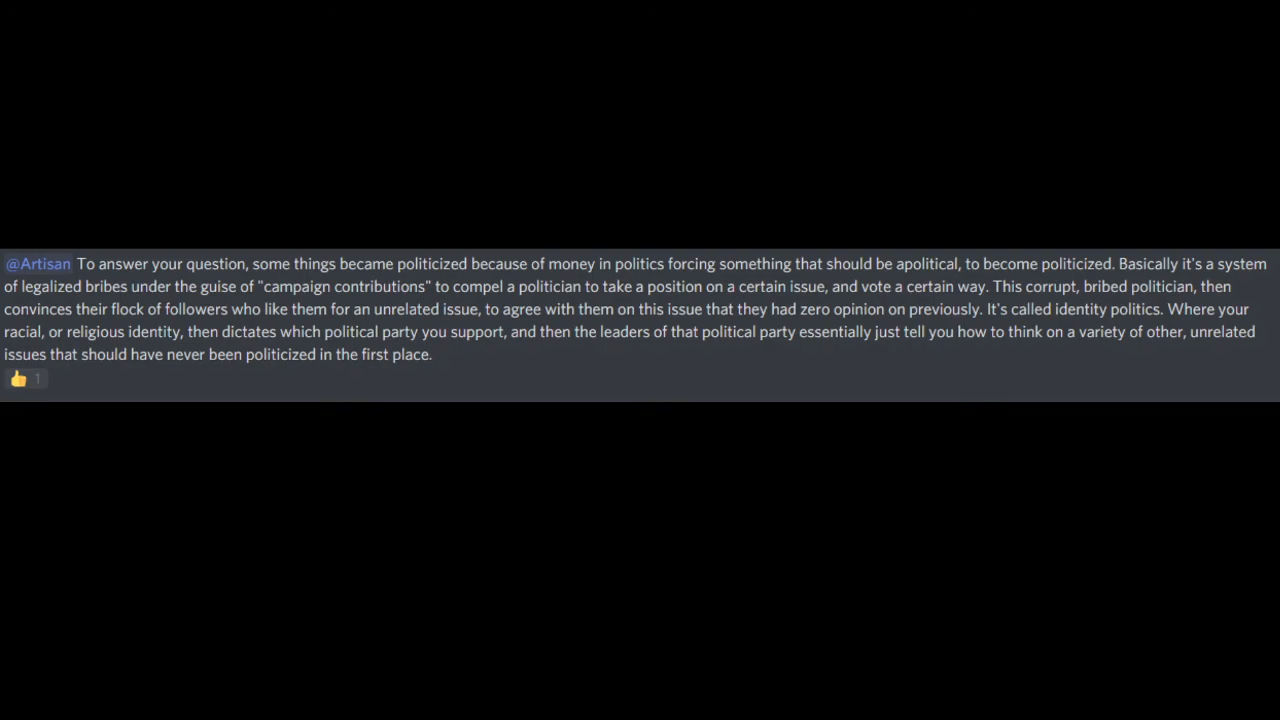 @Artisan To answer your question, some things became politicized because of money in politics forcing something that should be apolitical, to become politicized. Basically it's a system
of legalized bribes under the guise of "campaign contributions" to compel a politician to take a position on a certain issue, and vote a certain way. This corrupt, bribed politician, then
convinces their flock of followers who like them for an unrelated issue, to agree with them on this issue that they had zero opinion on previously. It's called identity politics. Where your
racial, or religious identity, then dictates which political party you support, and then the leaders of that political party essentially just tell you how to think on a variety of other, unrelated
issues that should have never been politicized in the first place.
👍 1